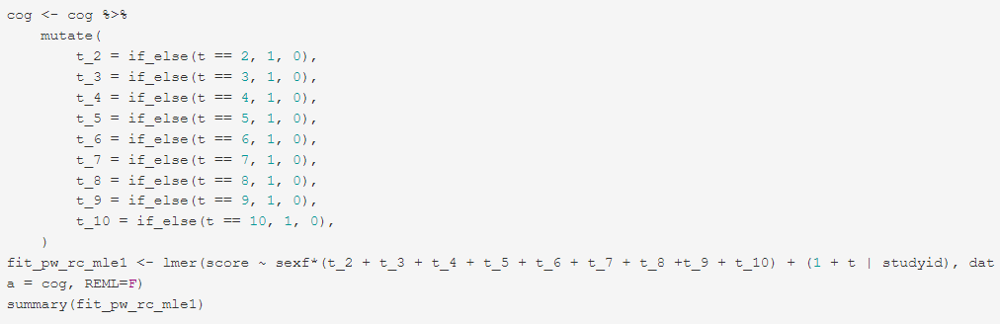 cog <- cog %>%
    mutate(
        t_2 = if_else(t == 2, 1, 0),
        t_3 = if_else(t == 3, 1, 0),
        t_4 = if_else(t == 4, 1, 0),
        t_5 = if_else(t == 5, 1, 0),
        t_6 = if_else(t == 6, 1, 0),
        t_7 = if_else(t == 7, 1, 0),
        t_8 = if_else(t == 8, 1, 0),
        t_9 = if_else(t == 9, 1, 0),
        t_10 = if_else(t == 10, 1, 0),
    )
fit_pw_rc_mle1 <- lmer(score ~ sexf*(t_2 + t_3 + t_4 + t_5 + t_6 + t_7 + t_8 +t_9 + t_10) + (1 + t | studyid), dat
a = cog, REML=F)
summary(fit_pw_rc_mle1)